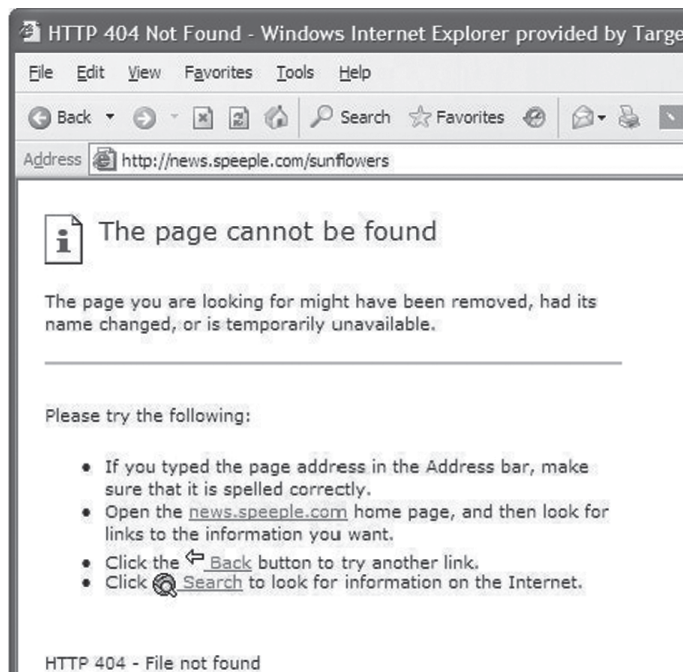 HTTP 404 Not Found - Windows Internet Explorer provided by Targe
File Edit View Favorites Tools Help
Back Search Favorites
Address http://news.speeple.com/sunflowers
The page cannot be found
The page you are looking for might have been removed, had its
name changed, or is temporarily unavailable.
Please try the following:
• If you typed the page address in the Address bar, make
sure that it is spelled correctly.
• Open the news.speeple.com home page, and then look for
links to the information you want.
• Click the Back button to try another link.
• Click Search to look for information on the Internet.
HTTP 404 - File not found